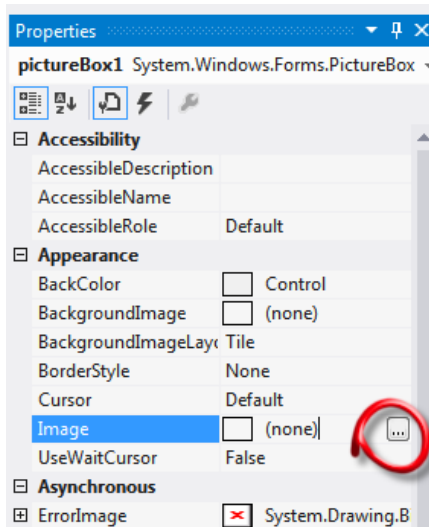 Properties
pictureBox1 System.Windows.Forms.PictureBox
Accessibility
AccessibleDescription
AccessibleName
AccessibleRole Default
Appearance
BackColor Control
BackgroundImage (none)
BackgroundImageLayo Tile
BorderStyle None
Cursor Default
Image (none)
...
UseWaitCursor False
Asynchronous
ErrorImage System.Drawing.B